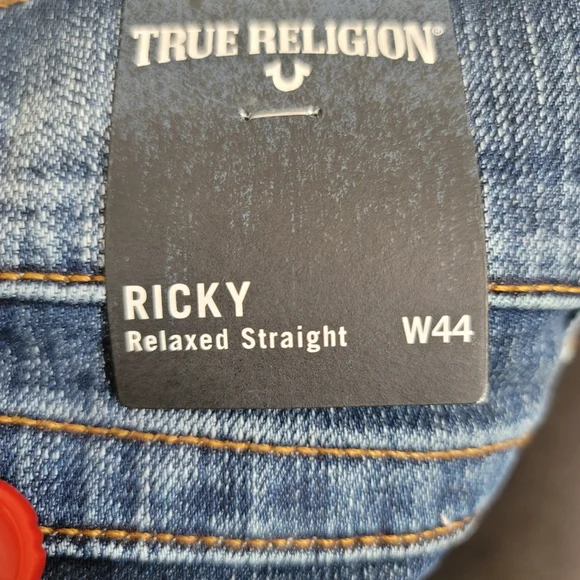 TRUE RELIGION®
RICKY
Relaxed Straight W44